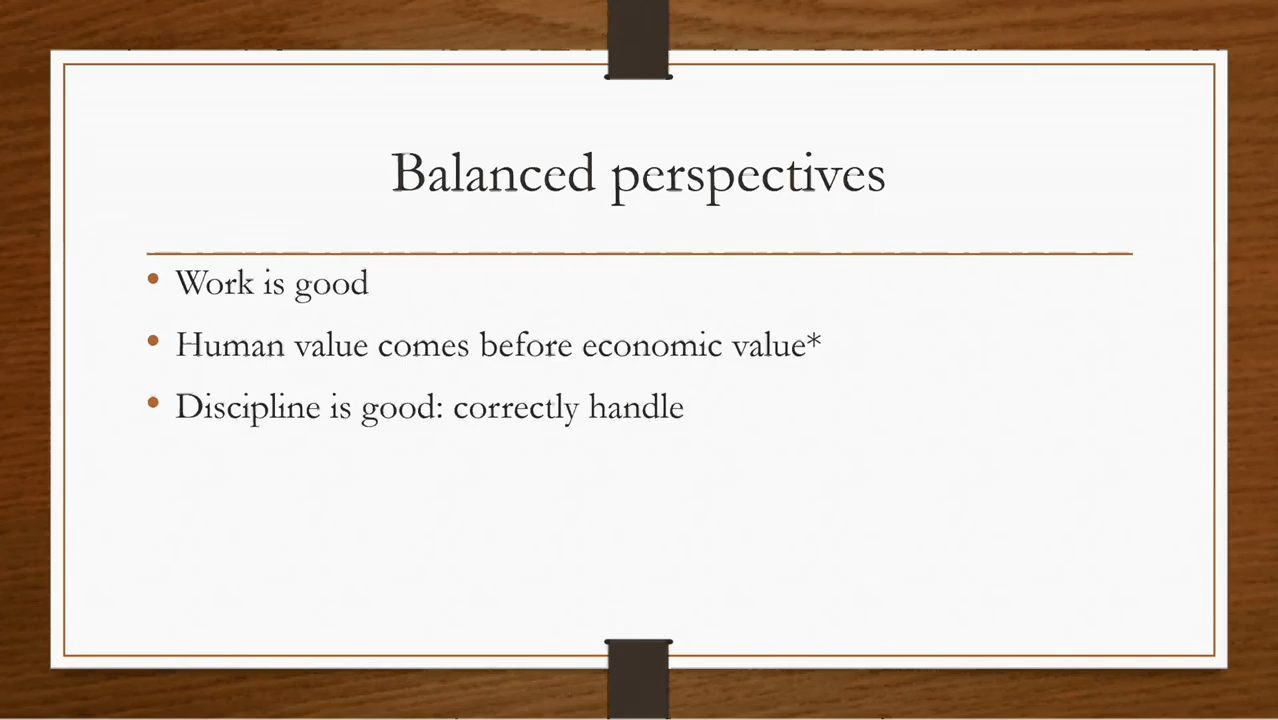 Balanced perspectives
• Work is good
• Human value comes before economic value*
• Discipline is good: correctly handle